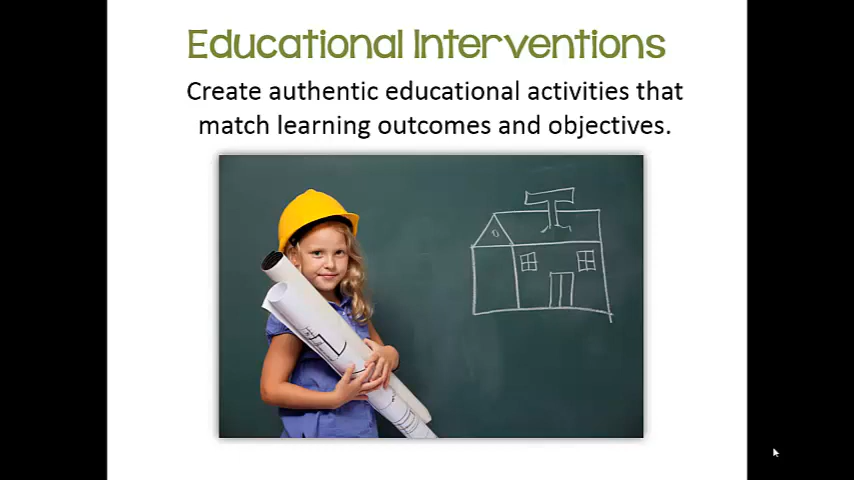 Educational Interventions
Create authentic educational activities that
match learning outcomes and objectives.